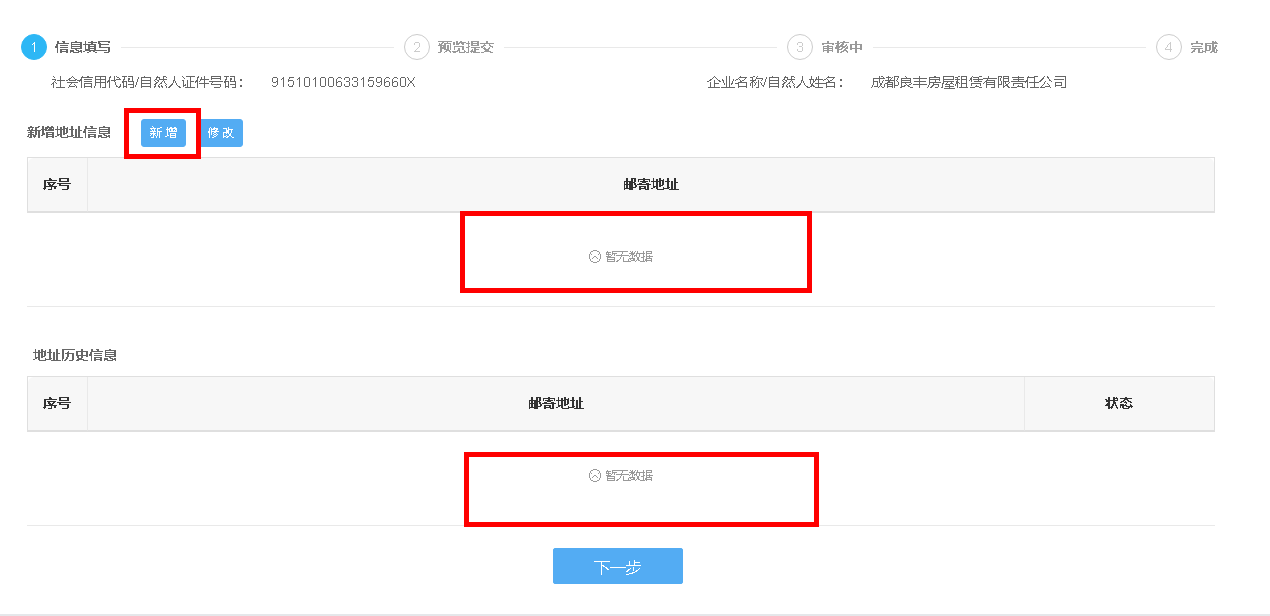 1 信息填写 2 预览提交 3 审核中 4 完成
社会信用代码/自然人证件号码： 91510100633159660X 企业名称/自然人姓名： 成都良丰房屋租赁有限责任公司
新增地址信息 新增 修改
序号 邮寄地址
暂无数据
地址历史信息
序号 邮寄地址 状态
暂无数据
下一步